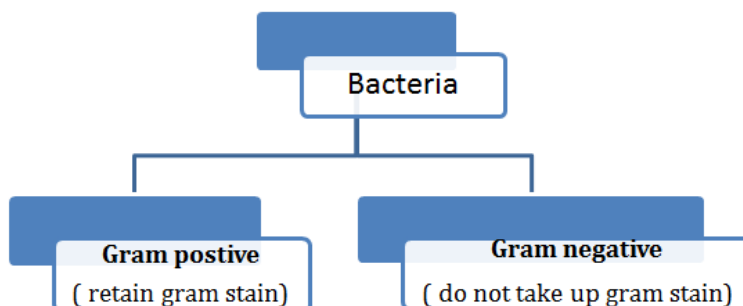 Bacteria
Gram postive
( retain gram stain)
Gram negative
( do not take up gram stain)